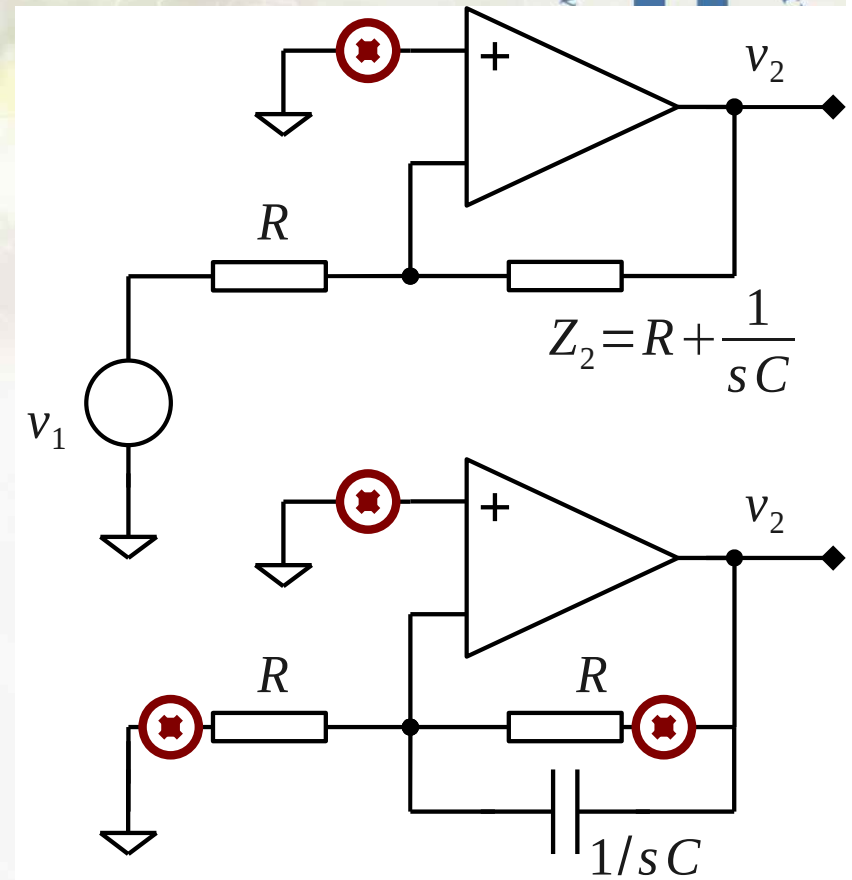 +
v₂
R
Z₂=R+1/sC
v₁
+
v₂
R R
1/sC